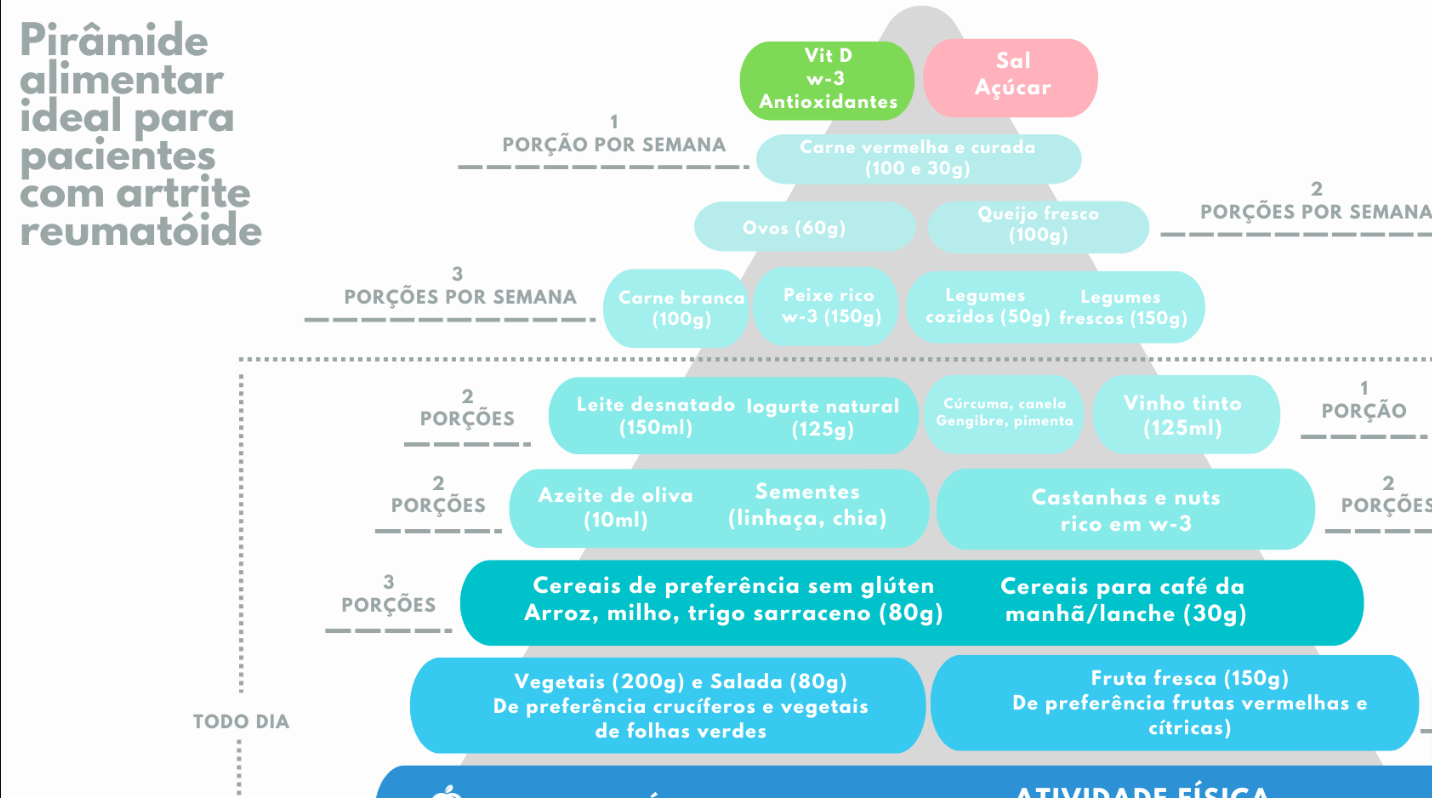 Pirâmide
alimentar
ideal para
pacientes
com artrite
reumatóide
Vit D
w-3
Antioxidantes
Sal
Açúcar
1
PORÇÃO POR SEMANA
Carne vermelha e curada
(100 e 30g)
2
PORÇÕES POR SEMANA
Ovos (60g)
Queijo fresco
(100g)
3
PORÇÕES POR SEMANA
Carne branca
(100g)
Peixe rico
w-3 (150g)
Legumes
cozidos (50g)
Legumes
frescos (150g)
2
PORÇÕES
Leite desnatado
(150ml)
Iogurte natural
(125g)
Cúrcuma, canela
Gengibre, pimenta
Vinho tinto
(125ml)
1
PORÇÃO
2
PORÇÕES
Azeite de oliva
(10ml)
Sementes
(linhaça, chia)
Castanhas e nuts
rico em w-3
2
PORÇÕES
3
PORÇÕES
Cereais de preferência sem glúten
Arroz, milho, trigo sarraceno (80g)
Cereais para café da
manhã/lanche (30g)
Vegetais (200g) e Salada (80g)
De preferência crucíferos e vegetais
de folhas verdes
Fruta fresca (150g)
De preferência frutas vermelhas e
cítricas)
TODO DIA
ATIVIDADE FÍSICA